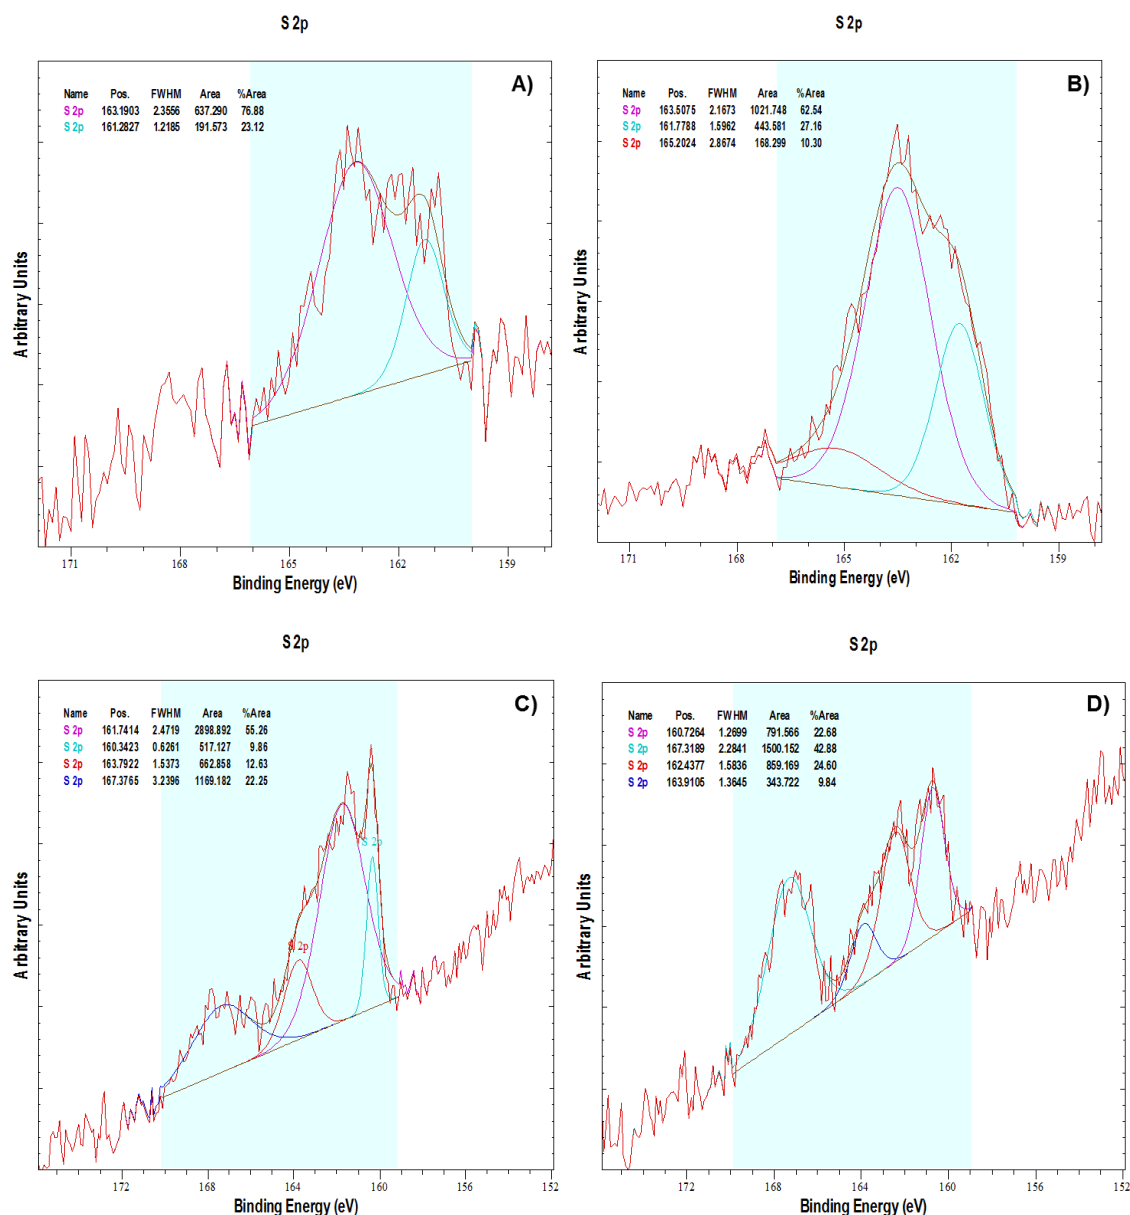 S 2p
A)
Name Pos. FWHM Area %Area
S 2p 163.1903 2.3556 637.290 76.88
S 2p 161.2827 1.2185 191.573 23.12
Arbitrary Units
171 168 165 162 159
Binding Energy (eV)
S 2p
B)
Name Pos. FWHM Area %Area
S 2p 163.5075 2.1673 1021.748 62.54
S 2p 161.7788 1.5962 443.581 27.16
S 2p 165.2024 2.8674 168.299 10.30
Arbitrary Units
171 168 165 162 159
Binding Energy (eV)
S 2p
C)
Name Pos. FWHM Area %Area
S 2p 161.7414 2.4719 2898.892 55.26
S 2p 160.3423 0.6261 517.127 9.86
S 2p 163.7922 1.5373 662.858 12.63
S 2p 167.3765 3.2396 1169.182 22.25
S 2p
S 2p
Arbitrary Units
172 168 164 160 156 152
Binding Energy (eV)
S 2p
D)
Name Pos. FWHM Area %Area
S 2p 160.7264 1.2699 791.566 22.68
S 2p 167.3189 2.2841 1500.152 42.88
S 2p 162.4377 1.5836 859.169 24.60
S 2p 163.9105 1.3645 343.722 9.84
Arbitrary Units
172 168 164 160 156 152
Binding Energy (eV)